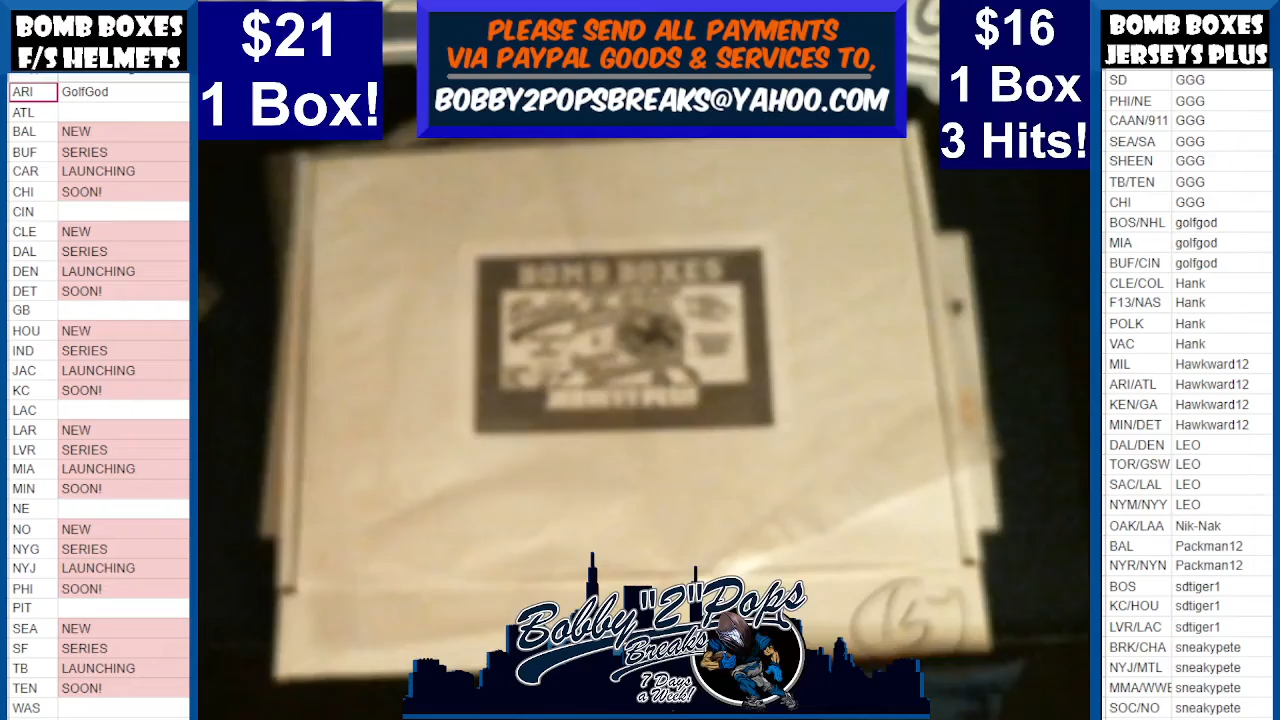 BOMB BOXES
F/S HELMETS
ARI GolfGod
ATL
BAL NEW
BUF SERIES
CAR LAUNCHING
CHI SOON!
CIN
CLE NEW
DAL SERIES
DEN LAUNCHING
DET SOON!
GB
HOU NEW
IND SERIES
JAC LAUNCHING
KC SOON!
LAC
LAR NEW
LVR SERIES
MIA LAUNCHING
MIN SOON!
NE
NO NEW
NYG SERIES
NYJ LAUNCHING
PHI SOON!
PIT
SEA NEW
SF SERIES
TB LAUNCHING
TEN SOON!
WAS
$21
1 Box!
PLEASE SEND ALL PAYMENTS
VIA PAYPAL GOODS & SERVICES TO,
BOBBY2POPSBREAKS@YAHOO.COM
BOMB BOXES
JERSEYS PLUS
Bobby "2" Pops
Breaks
7 Days
a Week!
$16
1 Box
3 Hits!
BOMB BOXES
JERSEYS PLUS
SD GGG
PHI/NE GGG
CAAN/911 GGG
SEA/SA GGG
SHEEN GGG
TB/TEN GGG
CHI GGG
BOS/NHL golfgod
MIA golfgod
BUF/CIN golfgod
CLE/COL Hank
F13/NAS Hank
POLK Hank
VAC Hank
MIL Hawkward12
ARI/ATL Hawkward12
KEN/GA Hawkward12
MIN/DET Hawkward12
DAL/DEN LEO
TOR/GSW LEO
SAC/LAL LEO
NYM/NYY LEO
OAK/LAA Nik-Nak
BAL Packman12
NYR/NYN Packman12
BOS sdtiger1
KC/HOU sdtiger1
LVR/LAC sdtiger1
BRK/CHA sneakypete
NYJ/MTL sneakypete
MMA/WWE sneakypete
SOC/NO sneakypete